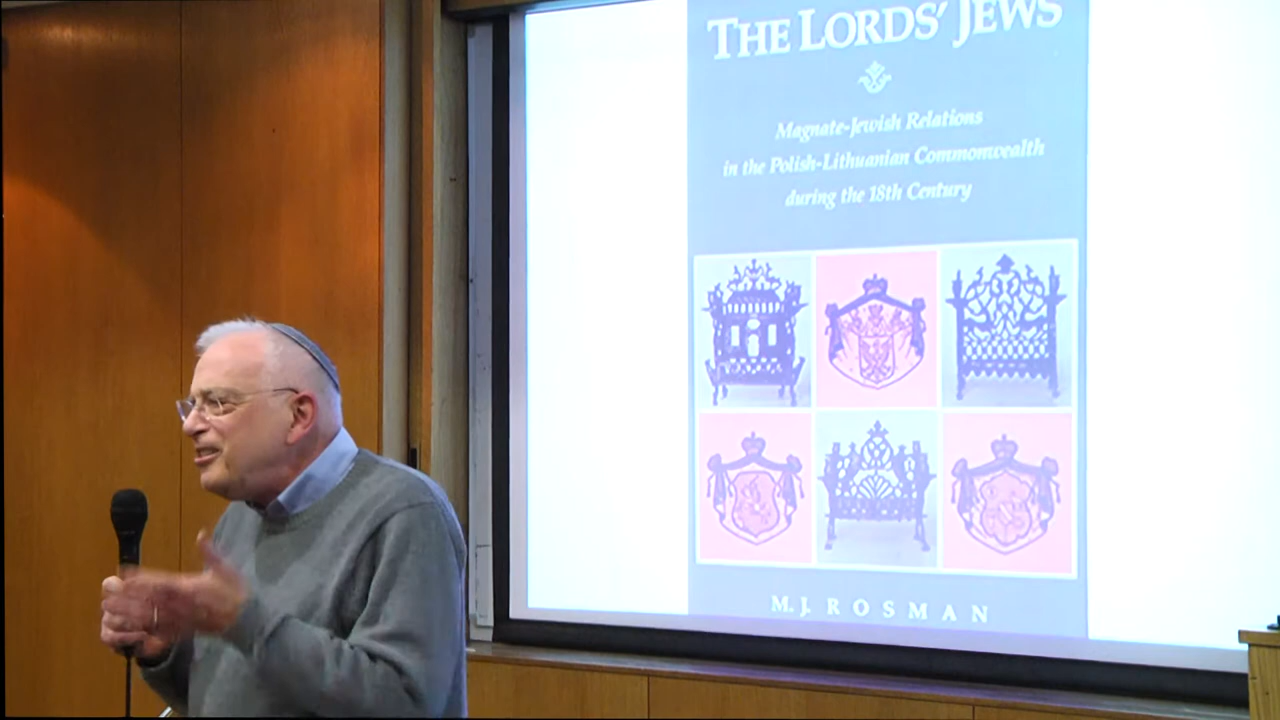 THE LORDS' JEWS
Magnate-Jewish Relations
in the Polish-Lithuanian Commonwealth
during the 18th Century
M.J. ROSMAN